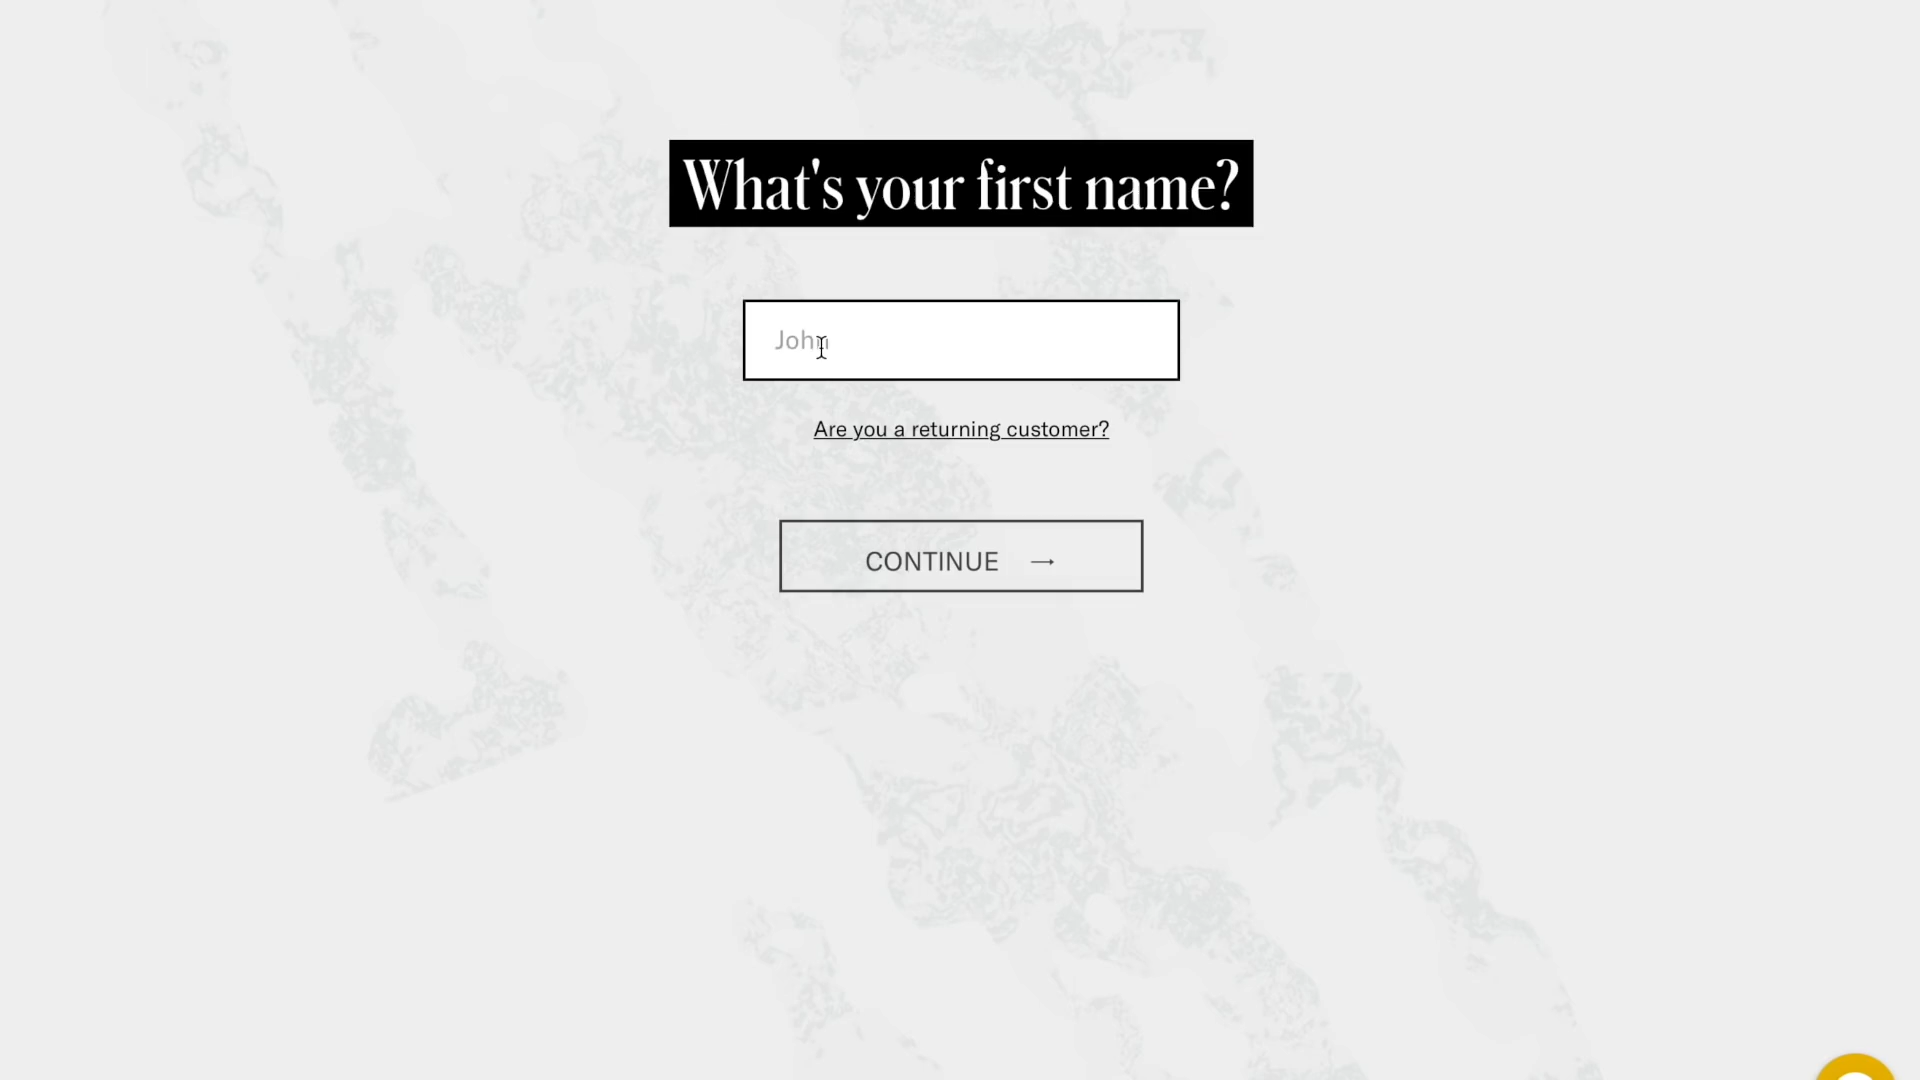 What's your first name?
John
Are you a returning customer?
CONTINUE →